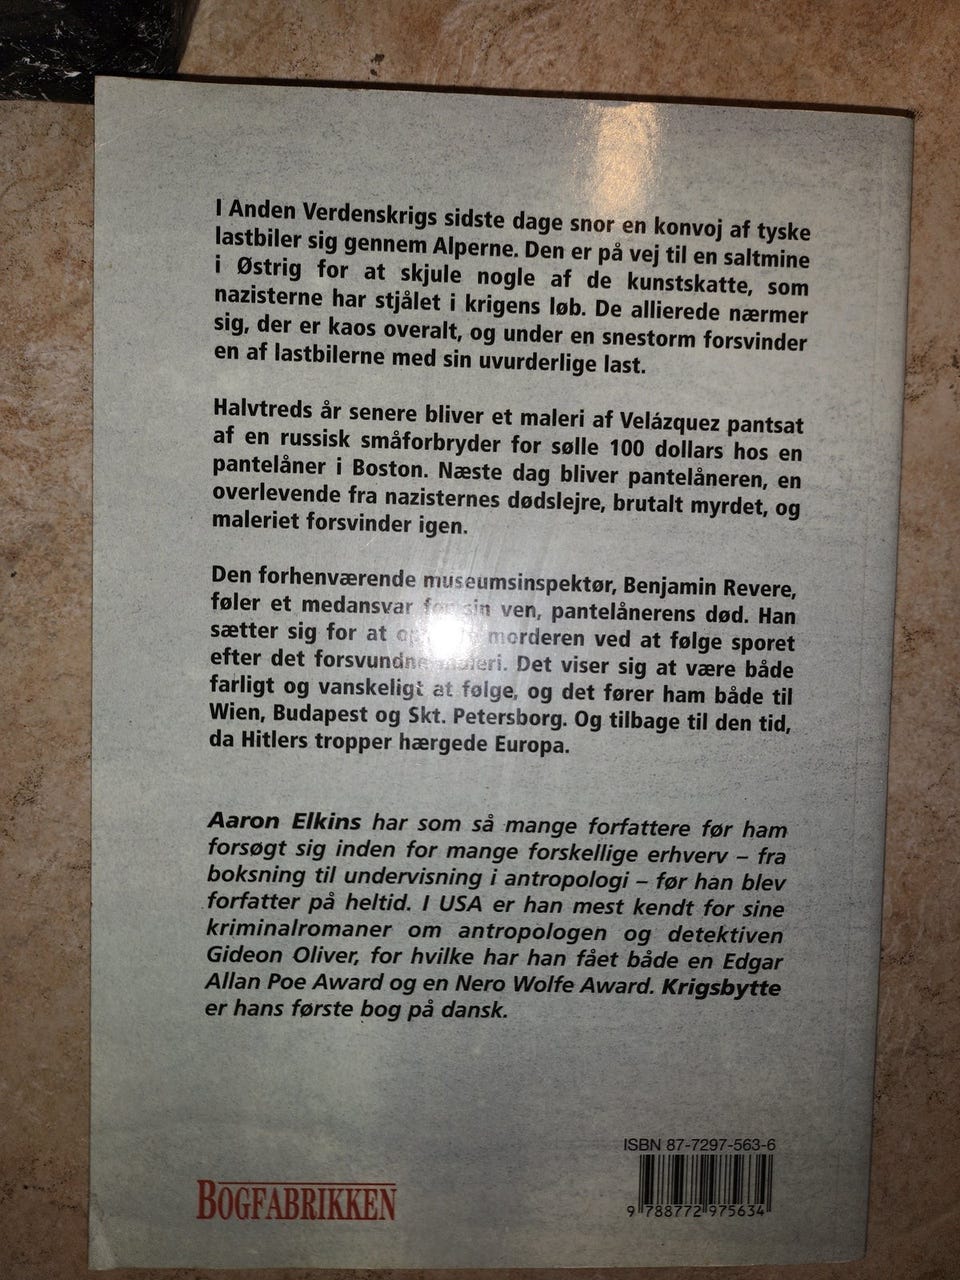 I Anden Verdenskrigs sidste dage snor en konvoj af tyske
lastbiler sig gennem Alperne. Den er på vej til en saltmine
i Østrig for at skjule nogle af de kunstskatte, som
nazisterne har stjålet i krigens løb. De allierede nærmer
sig, der er kaos overalt, og under en snestorm forsvinder
en af lastbilerne med sin uvurderlige last.
Halvtreds år senere bliver et maleri af Velázquez pantsat
af en russisk småforbryder for sølle 100 dollars hos en
pantelåner i Boston. Næste dag bliver pantelåneren, en
overlevende fra nazisternes dødslejre, brutalt myrdet, og
maleriet forsvinder igen.
Den forhenværende museumsinspektør, Benjamin Revere,
føler et medansvar for sin ven, pantelånerens død. Han
sætter sig for at morderen ved at følge sporet
efter det forsvundne maleri. Det viser sig at være både
farligt og vanskeligt at følge, og det fører ham både til
Wien, Budapest og Skt. Petersborg. Og tilbage til den tid,
da Hitlers tropper hærgede Europa.
Aaron Elkins har som så mange forfattere før ham
forsøgt sig inden for mange forskellige erhverv – fra
boksning til undervisning i antropologi – før han blev
forfatter på heltid. I USA er han mest kendt for sine
kriminalromaner om antropologen og detektiven
Gideon Oliver, for hvilke har han fået både en Edgar
Allan Poe Award og en Nero Wolfe Award. Krigsbytte
er hans første bog på dansk.
ISBN 87-7297-563-6
9 788772 975634
BOGFABRIKKEN